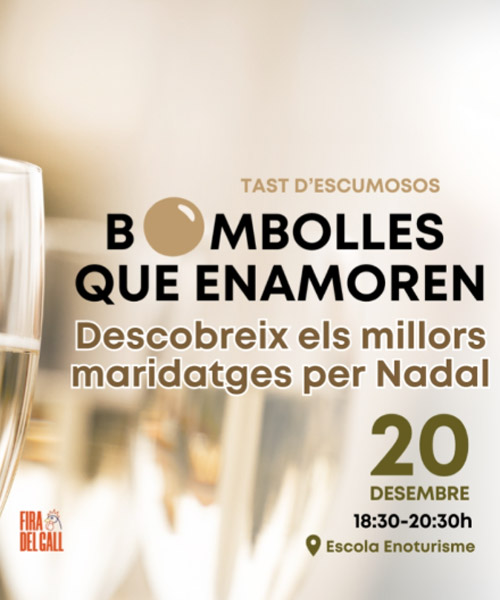 TAST D'ESCUMOSOS
BOMBOLLES
QUE ENAMOREN
Descobreix els millors
maridatges per Nadal
20
DESEMBRE
18:30-20:30h
Escola Enoturisme
FIRA
DEL GALL